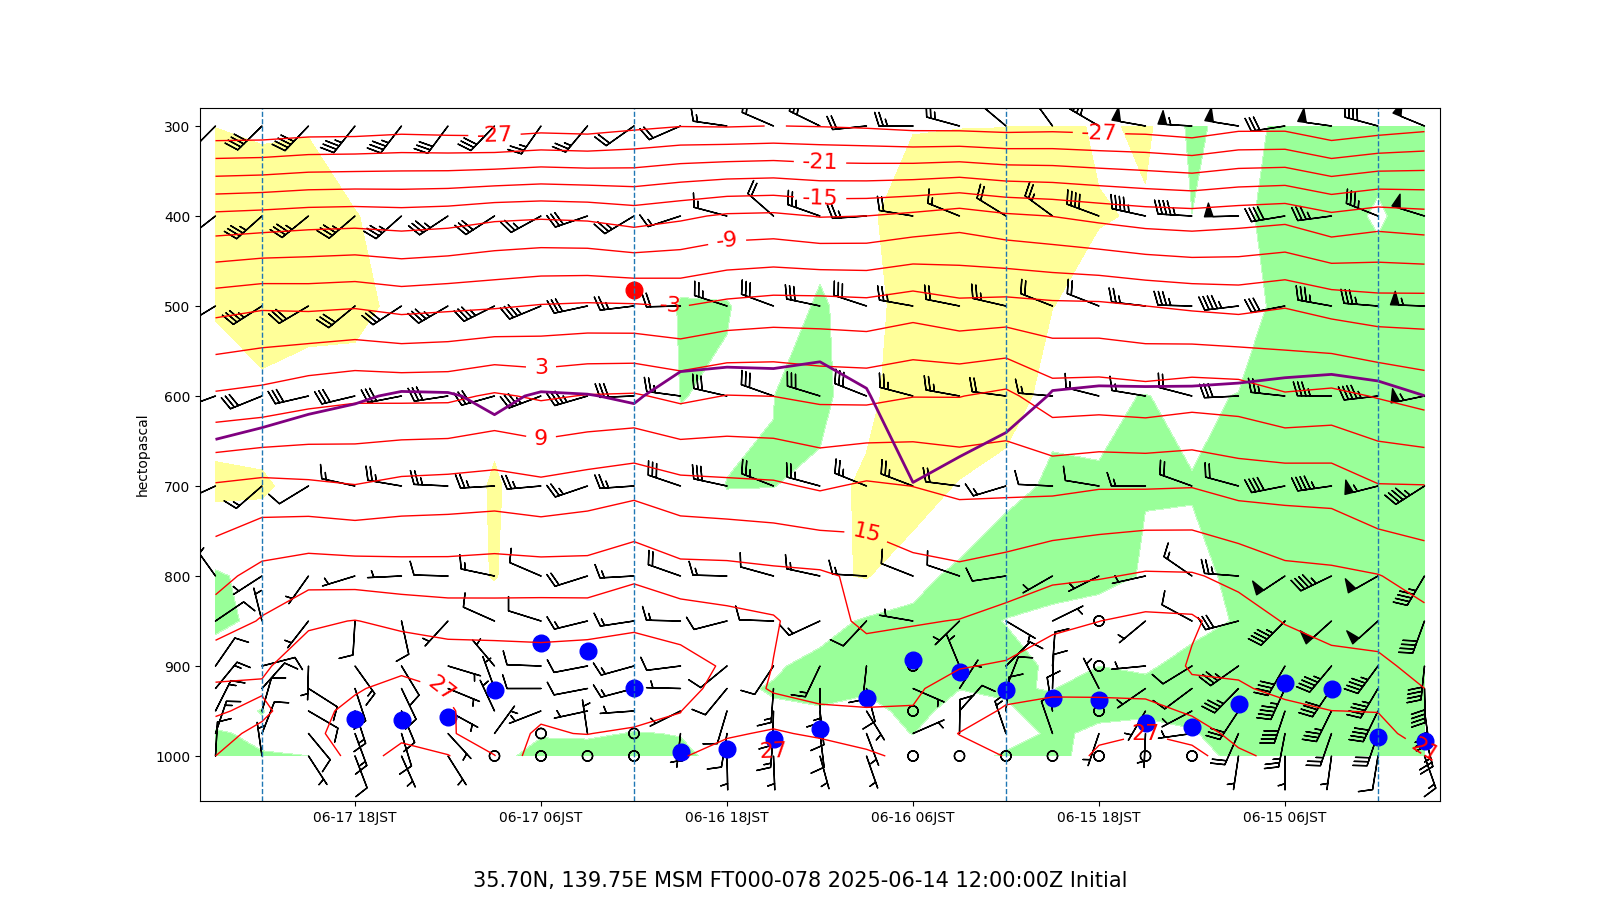 300
400
500
600
700
800
900
1000
hectopascal
-27
-27
-21
-15
-9
-3
3
9
15
27
27
27
27
06-17 18JST
06-17 06JST
06-16 18JST
06-16 06JST
06-15 18JST
06-15 06JST
35.70N, 139.75E MSM FT000-078 2025-06-14 12:00:00Z Initial